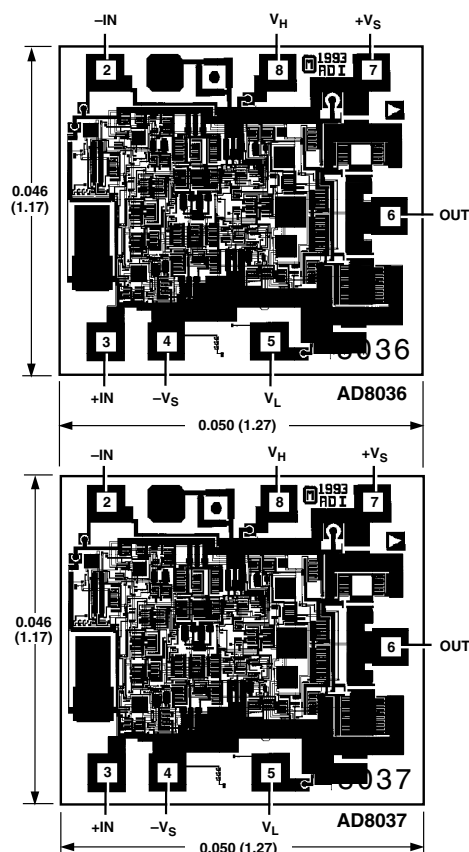 –IN V_H +V_S
2 8 m 1993 ADI 7
0.046
(1.17)
6 OUT
3 4 5 8036
+IN –V_S V_L AD8036
0.050 (1.27)
–IN V_H +V_S
2 8 m 1993 ADI 7
0.046
(1.17)
6 OUT
3 4 5 8037
+IN –V_S V_L AD8037
0.050 (1.27)